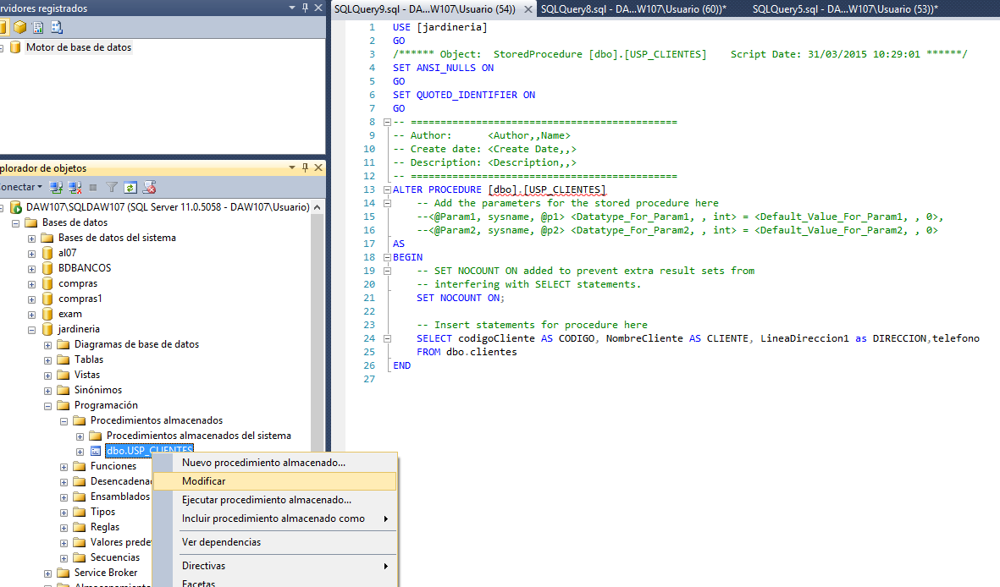 rvidores registrados
Motor de base de datos
plorador de objetos
onectar
DAW107\SQLDAW107 (SQL Server 11.0.5058 - DAW107\Usuario)
Bases de datos
Bases de datos del sistema
al07
BDBANCOS
compras
compras1
exam
jardineria
Diagramas de base de datos
Tablas
Vistas
Sinónimos
Programación
Procedimientos almacenados
Procedimientos almacenados del sistema
dbo.USP_CLIENTES
Funciones
Desencadena
Ensamblados
Tipos
Reglas
Valores prede
Secuencias
Service Broker
Almacenamiento
Nuevo procedimiento almacenado...
Modificar
Ejecutar procedimiento almacenado...
Incluir procedimiento almacenado como
Ver dependencias
Directivas
Facetas
SQLQuery9.sql - DA...W107\Usuario (54)) SQLQuery8.sql - DA...W107\Usuario (60))* SQLQuery5.sql - DA...W107\Usuario (53))*
1 USE [jardineria]
2 GO
3 /****** Object:  StoredProcedure [dbo].[USP_CLIENTES]    Script Date: 31/03/2015 10:29:01 ******/
4 SET ANSI_NULLS ON
5 GO
6 SET QUOTED_IDENTIFIER ON
7 GO
8 -- =============================================
9 -- Author:      <Author,,Name>
10 -- Create date: <Create Date,,>
11 -- Description: <Description,,>
12 -- =============================================
13 ALTER PROCEDURE [dbo].[USP_CLIENTES]
14 -- Add the parameters for the stored procedure here
15 --<@Param1, sysname, @p1> <Datatype_For_Param1, , int> = <Default_Value_For_Param1, , 0>,
16 --<@Param2, sysname, @p2> <Datatype_For_Param2, , int> = <Default_Value_For_Param2, , 0>
17 AS
18 BEGIN
19 -- SET NOCOUNT ON added to prevent extra result sets from
20 -- interfering with SELECT statements.
21 SET NOCOUNT ON;
22
23 -- Insert statements for procedure here
24 SELECT codigoCliente AS CODIGO, NombreCliente AS CLIENTE, LineaDireccion1 as DIRECCION,telefono
25 FROM dbo.clientes
26 END
27